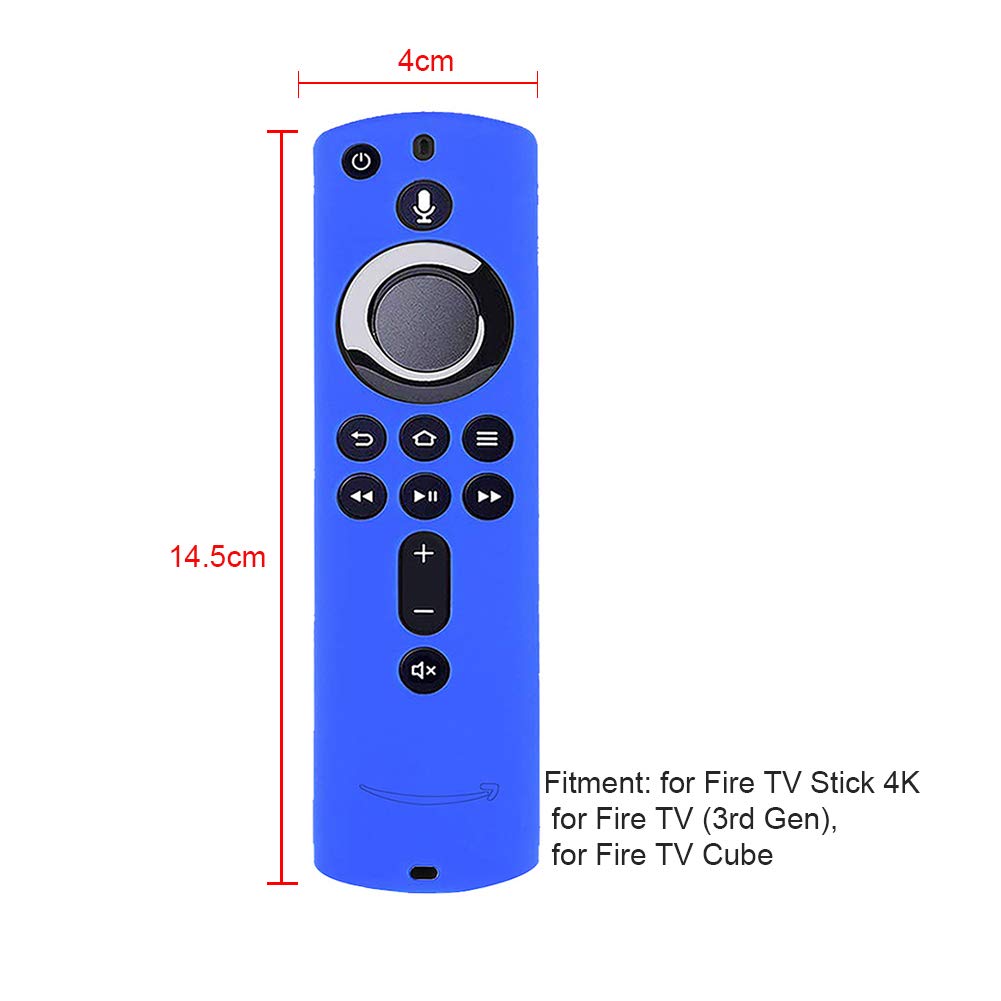 4cm
14.5cm
Fitment: for Fire TV Stick 4K
for Fire TV (3rd Gen),
for Fire TV Cube